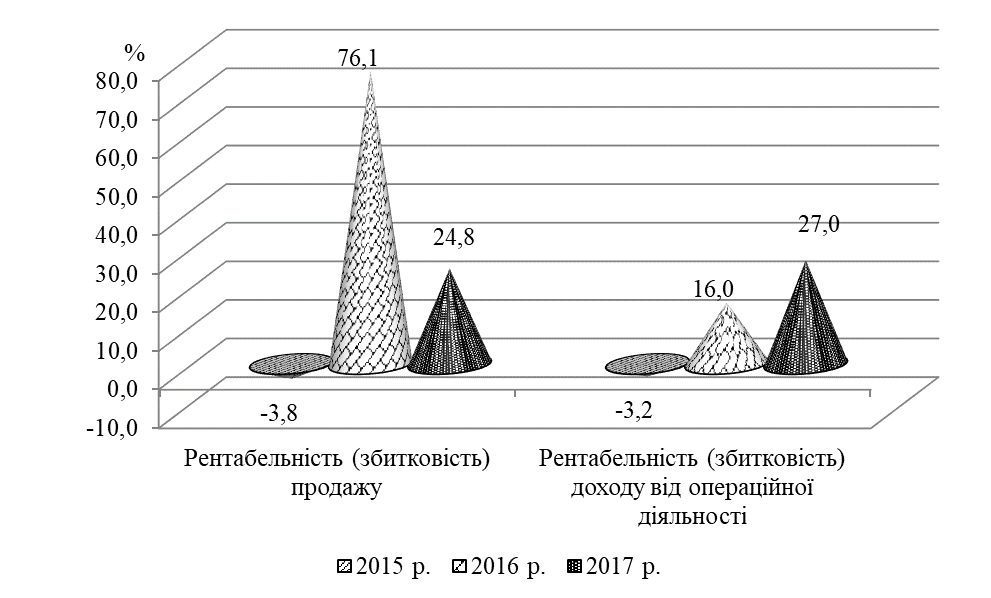 %
76,1
80,0
70,0
60,0
50,0
40,0
30,0
20,0
10,0
0,0
-10,0
24,8
27,0
16,0
-3,8
-3,2
Рентабельність (збитковість)
продажу
Рентабельність (збитковість)
доходу від операційної
діяльності
2015 р. 2016 р. 2017 р.